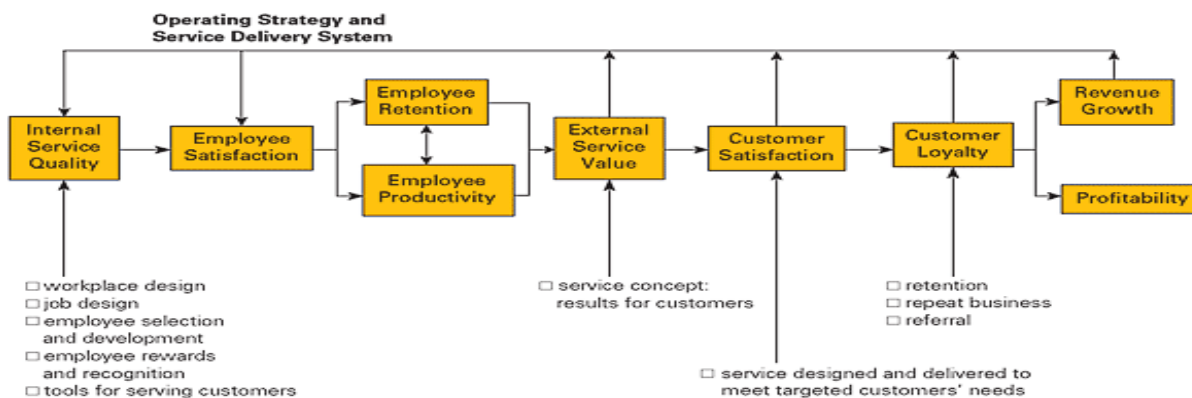 Operating Strategy and
Service Delivery System
Internal
Service
Quality
Employee
Satisfaction
Employee
Retention
Employee
Productivity
External
Service
Value
Customer
Satisfaction
Customer
Loyalty
Revenue
Growth
Profitability
□ workplace design
□ job design
□ employee selection
and development
□ employee rewards
and recognition
□ tools for serving customers
□ service concept:
results for customers
□ service designed and delivered to
meet targeted customers' needs
□ retention
□ repeat business
□ referral